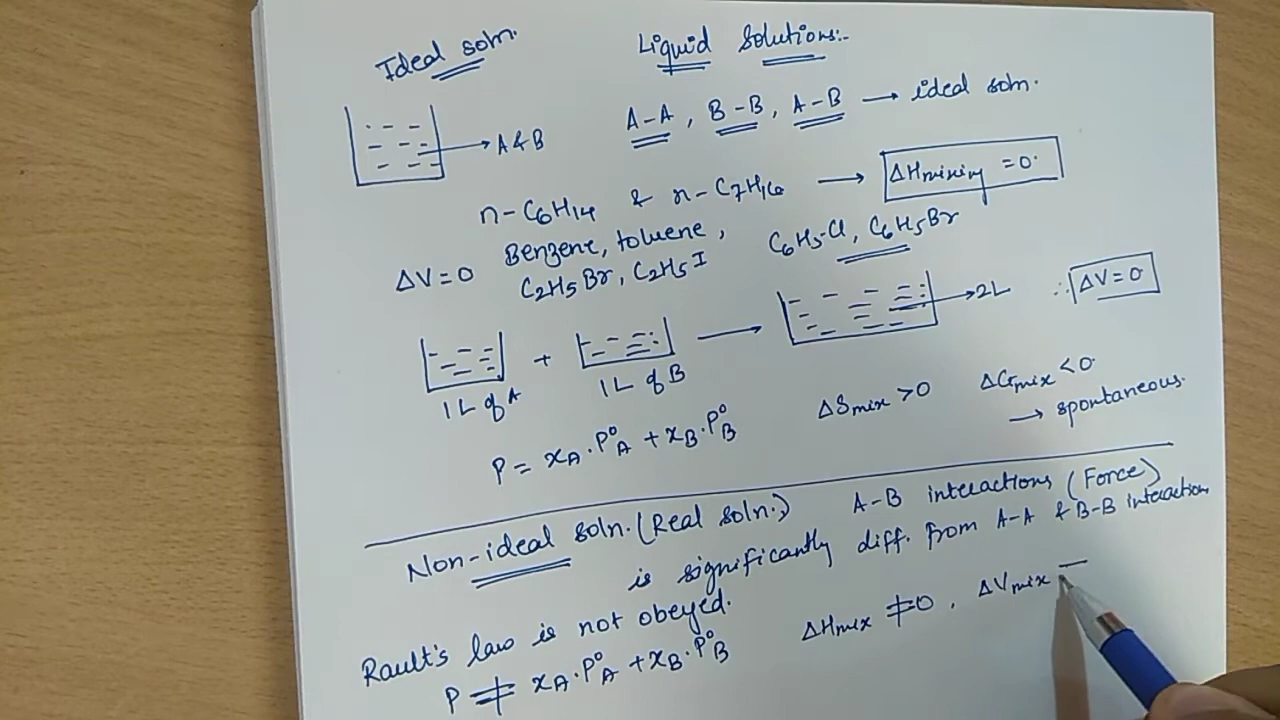 Ideal soln.
Liquid Solutions:-
A & B
A-A, B-B, A-B → ideal soln.
n-C6H14 & n-C7H16 → ΔHmixing = 0.
Benzene, toluene,
C6H5-Cl, C6H5Br
ΔV = 0 C2H5Br, C2H5I
→ 2L ∴ ΔV = 0.
+ →
1L of A 1L of B
P = xA.P°A + xB.P°B ΔSmix > 0 ΔGmix < 0.
→ spontaneous.
Non-ideal soln. (Real soln.) A-B interactions (Force)
is significantly diff. from A-A & B-B interaction
Rault's law is not obeyed.
P ≠ xA.P°A + xB.P°B ΔHmix ≠ 0, ΔVmix